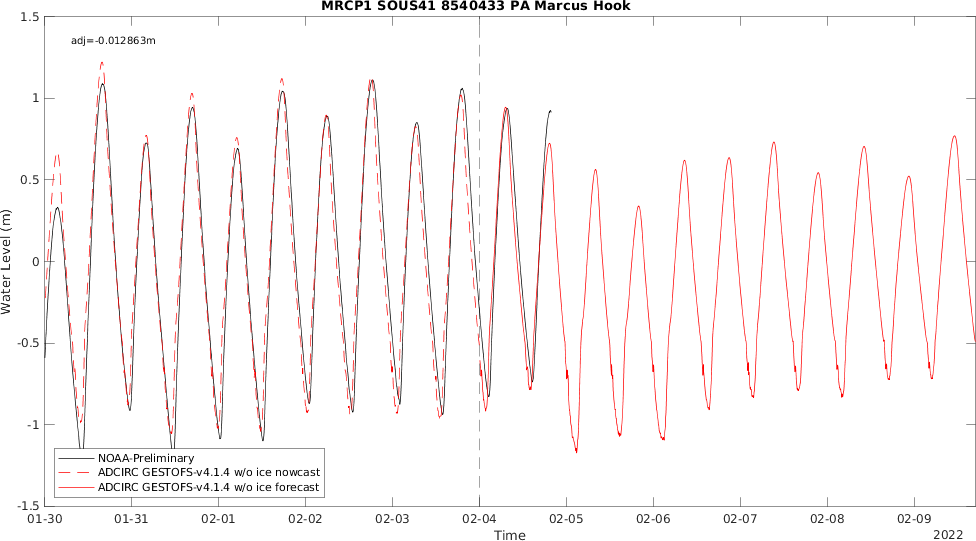 MRCP1 SOUS41 8540433 PA Marcus Hook
adj=-0.012863m
1.5
1
0.5
0
-0.5
-1
-1.5
Water Level (m)
NOAA-Preliminary
ADCIRC GESTOFS-v4.1.4 w/o ice nowcast
ADCIRC GESTOFS-v4.1.4 w/o ice forecast
01-30 01-31 02-01 02-02 02-03 02-04 02-05 02-06 02-07 02-08 02-09
Time
2022